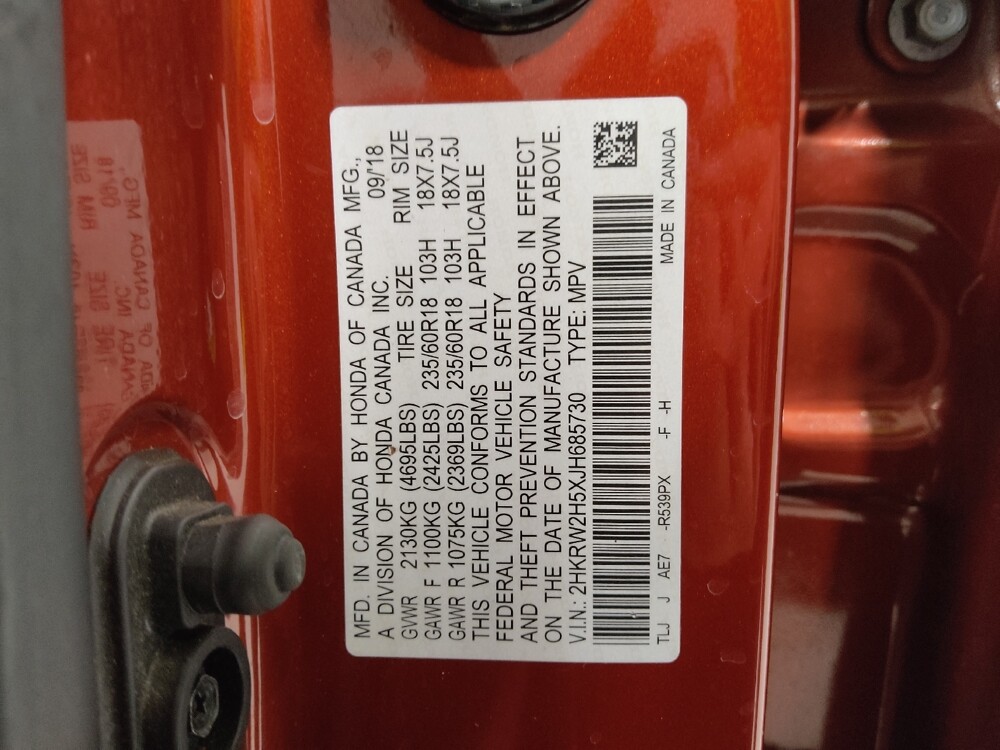 MFD. IN CANADA BY HONDA OF CANADA MFG.,
A DIVISION OF HONDA CANADA INC. 09/18
GVWR 2130KG (4695LBS) TIRE SIZE RIM SIZE
GAWR F 1100KG (2425LBS) 235/60R18 103H 18X7.5J
GAWR R 1075KG (2369LBS) 235/60R18 103H 18X7.5J
THIS VEHICLE CONFORMS TO ALL APPLICABLE
FEDERAL MOTOR VEHICLE SAFETY
AND THEFT PREVENTION STANDARDS IN EFFECT
ON THE DATE OF MANUFACTURE SHOWN ABOVE.
V.I.N.: 2HKRW2H5XJH685730 TYPE: MPV
TLJ J AE7 -R539PX -F -H MADE IN CANADA